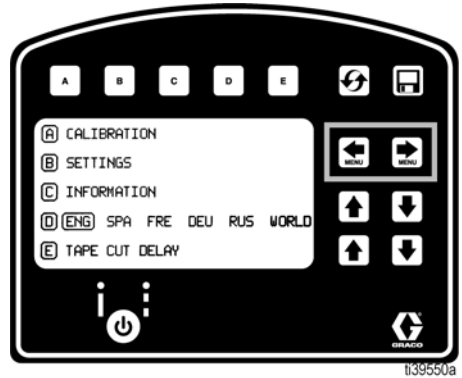 A B C D E
A CALIBRATION
B SETTINGS
MENU MENU
C INFORMATION
D ENG SPA FRE DEU RUS WORLD
E TAPE CUT DELAY
GRACO
ti39550a